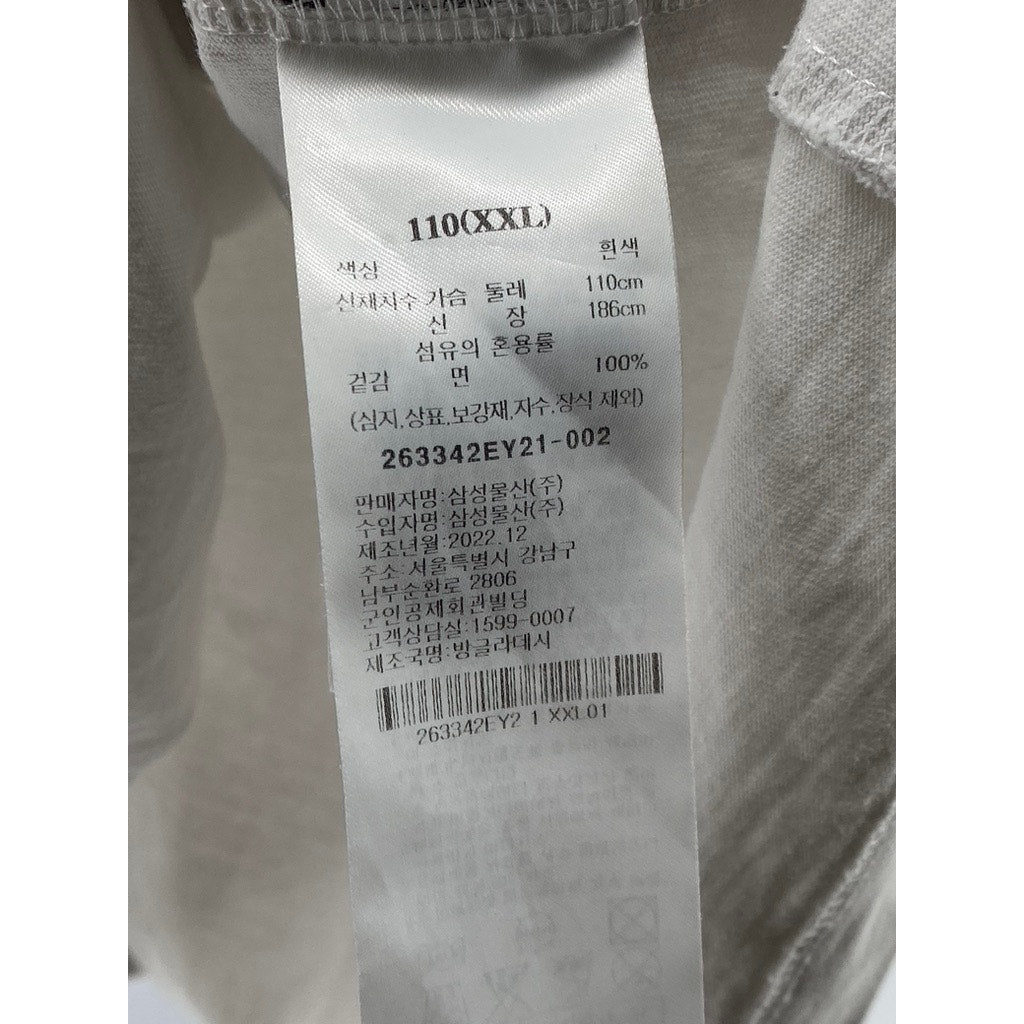 110(XXL)
색상 흰색
신체치수 가슴 둘레 110cm
신 장 186cm
섬유의 혼용률
겉감 면 100%
(심지,상표,보강재,자수,장식 제외)
263342EY21-002
판매자명:삼성물산(주)
수입자명:삼성물산(주)
제조년월:2022.12
주소:서울특별시 강남구
남부순환로 2806
군인공제회관빌딩
고객상담실:1599-0007
제조국명:방글라데시
263342EY2 1 XXL01